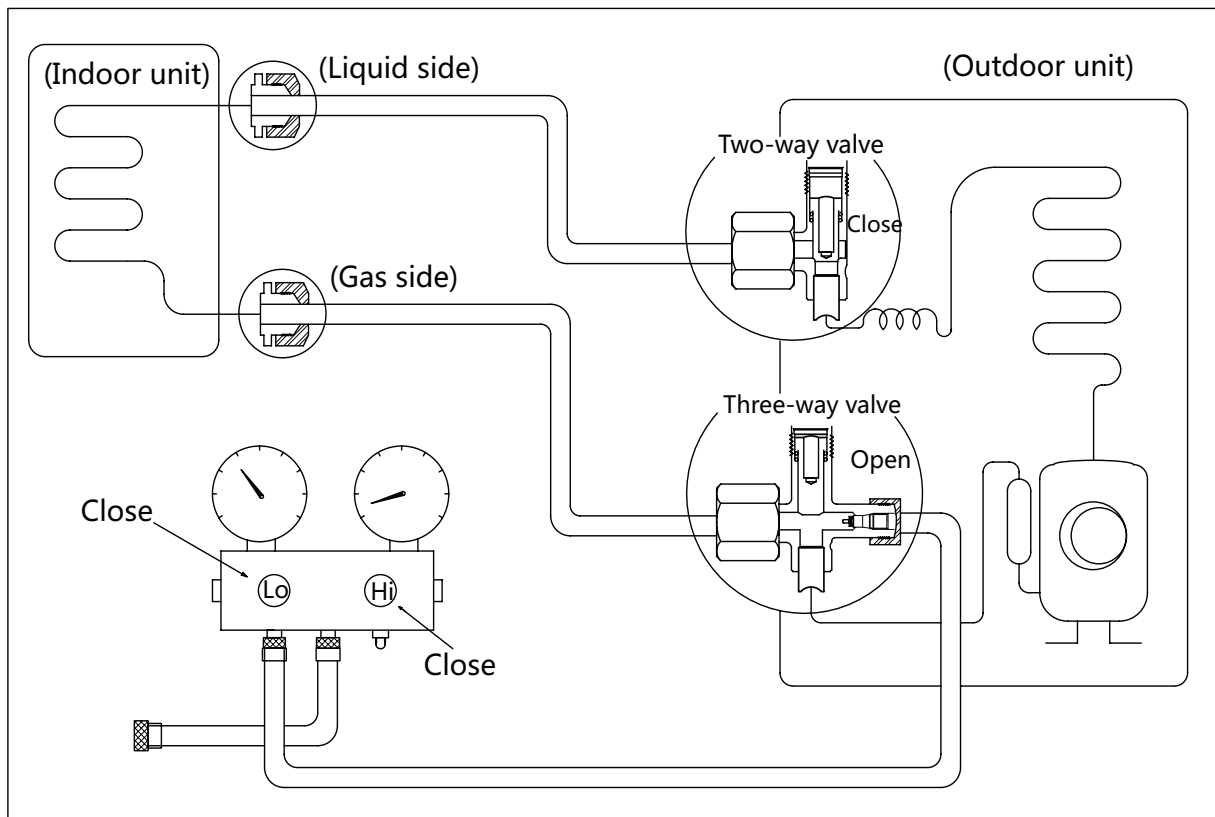 (Indoor unit)
(Liquid side)
(Outdoor unit)
Two-way valve
Close
(Gas side)
Three-way valve
Open
Close
Lo
Hi
Close